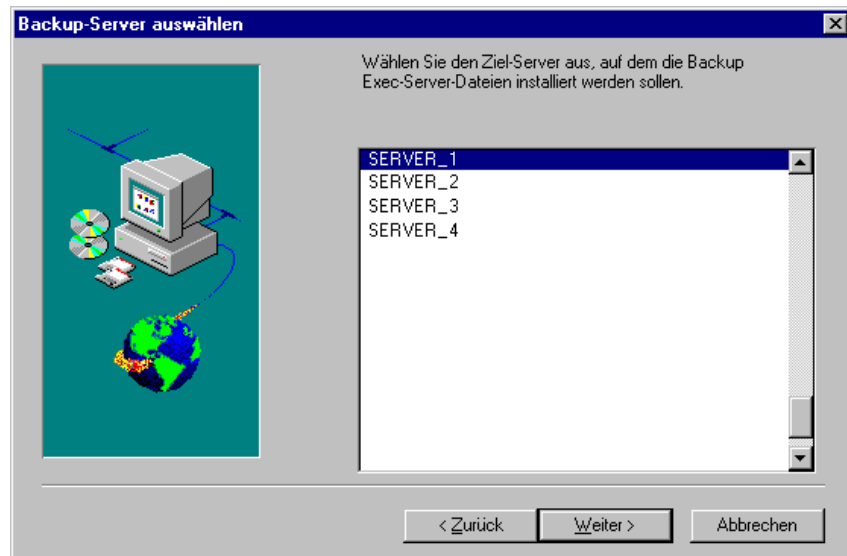 Backup-Server auswählen
Wählen Sie den Ziel-Server aus, auf dem die Backup
Exec-Server-Dateien installiert werden sollen.
SERVER_1
SERVER_2
SERVER_3
SERVER_4
< Zurück
Weiter >
Abbrechen